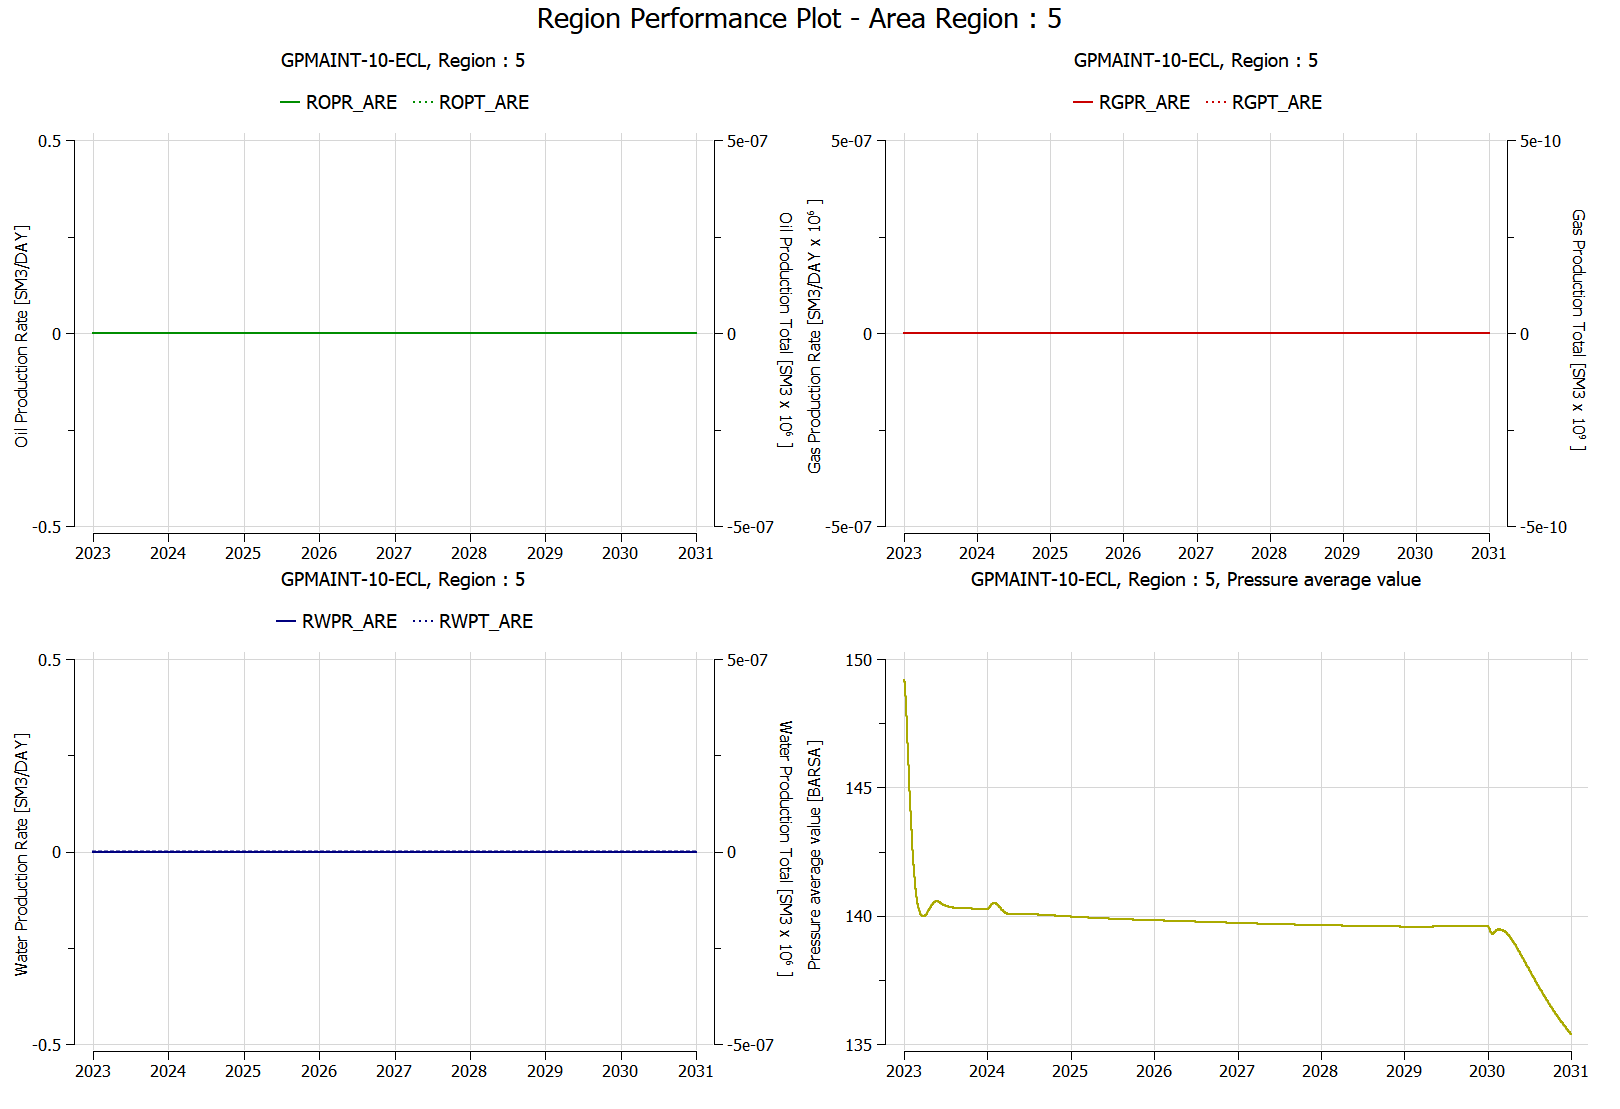 Region Performance Plot - Area Region : 5
GPMAINT-10-ECL, Region : 5
ROPR_ARE ROPT_ARE
0.5
0
-0.5
5e-07
0
-5e-07
Oil Production Rate [SM3/DAY]
Oil Production Total [SM3 x 10⁶ ]
2023 2024 2025 2026 2027 2028 2029 2030 2031
GPMAINT-10-ECL, Region : 5
RGPR_ARE RGPT_ARE
5e-07
0
-5e-07
5e-10
0
-5e-10
Gas Production Rate [SM3/DAY x 10⁶ ]
Gas Production Total [SM3 x 10⁹ ]
2023 2024 2025 2026 2027 2028 2029 2030 2031
GPMAINT-10-ECL, Region : 5
RWPR_ARE RWPT_ARE
0.5
0
-0.5
5e-07
0
-5e-07
Water Production Rate [SM3/DAY]
Water Production Total [SM3 x 10⁶ ]
2023 2024 2025 2026 2027 2028 2029 2030 2031
GPMAINT-10-ECL, Region : 5, Pressure average value
150
145
140
135
Pressure average value [BARSA]
2023 2024 2025 2026 2027 2028 2029 2030 2031